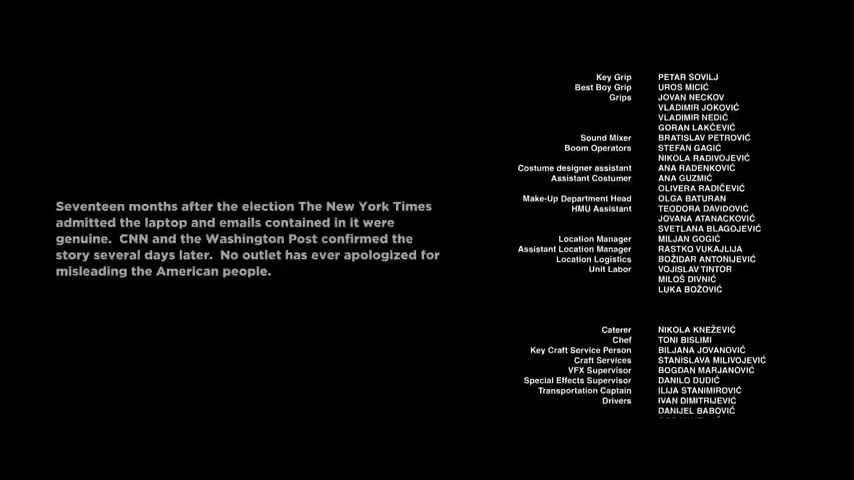 Seventeen months after the election The New York Times
admitted the laptop and emails contained in it were
genuine. CNN and the Washington Post confirmed the
story several days later. No outlet has ever apologized for
misleading the American people.
Key Grip PETAR SOVILJ
Best Boy Grip UROS MICIĆ
Grips JOVAN NECKOV
VLADIMIR JOKOVIĆ
VLADIMIR NEDIĆ
GORAN LAKČEVIĆ
Sound Mixer BRATISLAV PETROVIĆ
Boom Operators STEFAN GAGIĆ
NIKOLA RADIVOJEVIĆ
Costume designer assistant ANA RADENKOVIĆ
Assistant Costumer ANA GUZMIĆ
OLIVERA RADIČEVIĆ
Make-Up Department Head OLGA BATURAN
HMU Assistant TEODORA DAVIDOVIĆ
JOVANA ATANACKOVIĆ
SVETLANA BLAGOJEVIĆ
Location Manager MILJAN GOGIĆ
Assistant Location Manager RASTKO VUKAJLIJA
Location Logistics BOŽIDAR ANTONIJEVIĆ
Unit Labor VOJISLAV TINTOR
MILOŠ DIVNIĆ
LUKA BOŽOVIĆ
Caterer NIKOLA KNEŽEVIĆ
Chef TONI BISLIMI
Key Craft Service Person BILJANA JOVANOVIĆ
Craft Services STANISLAVA MILIVOJEVIĆ
VFX Supervisor BOGDAN MARJANOVIĆ
Special Effects Supervisor DANILO DUDIĆ
Transportation Captain ILIJA STANIMIROVIĆ
Drivers IVAN DIMITRIJEVIĆ
DANIJEL BABOVIĆ